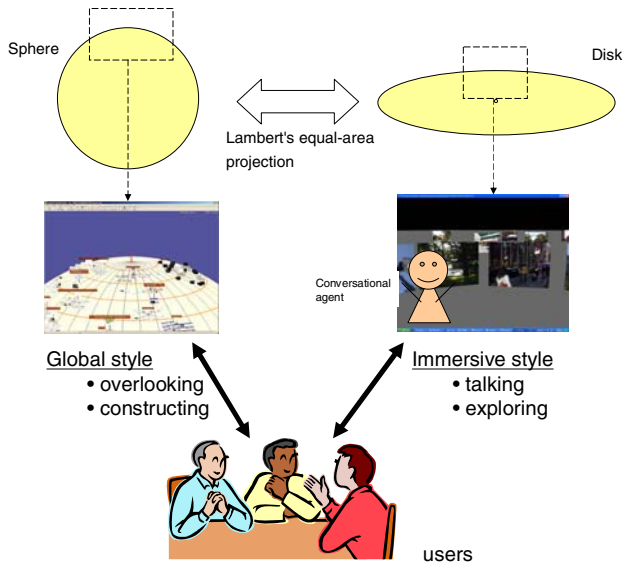 Sphere
Disk
Lambert's equal-area
projection
Conversational
agent
Global style
• overlooking
• constructing
Immersive style
• talking
• exploring
users